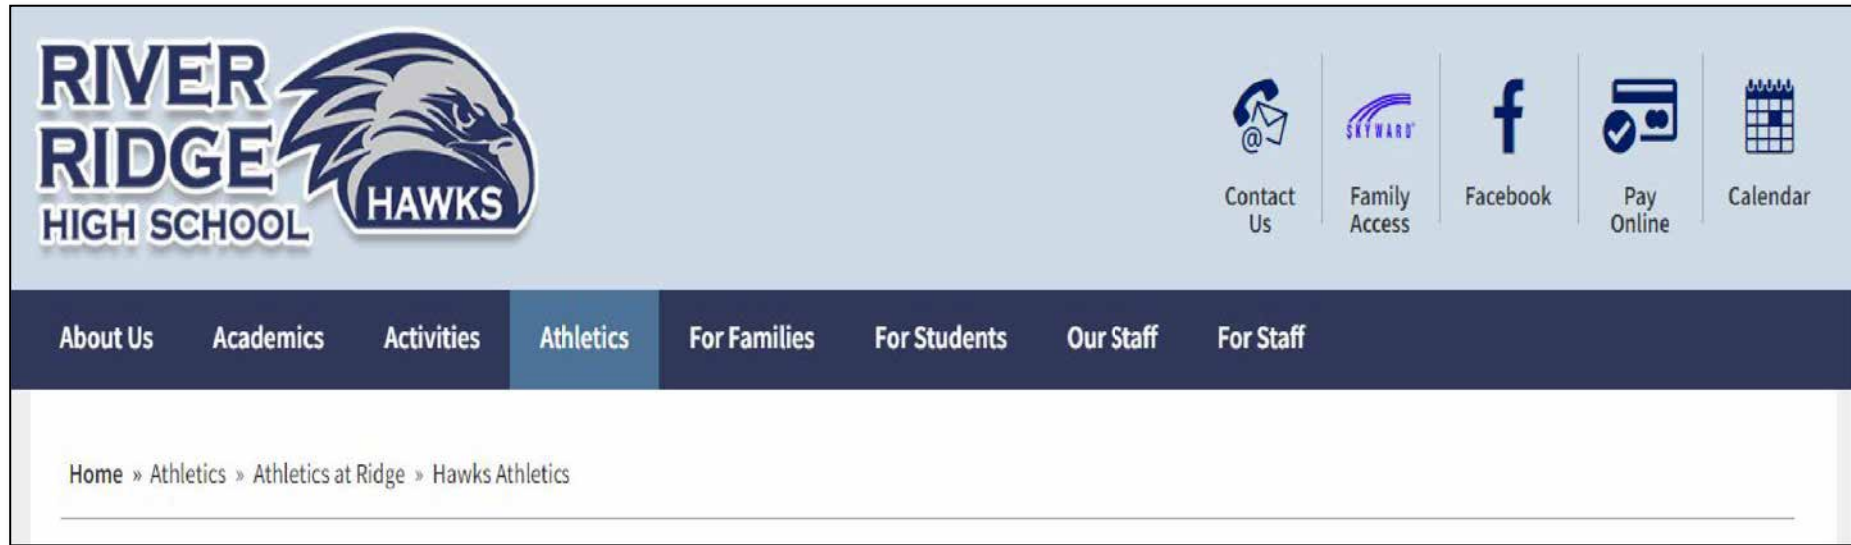 RIVER
RIDGE
HIGH SCHOOL
HAWKS
SKYWARD
Contact
Us
Family
Access
Facebook
Pay
Online
Calendar
About Us Academics Activities Athletics For Families For Students Our Staff For Staff
Home » Athletics » Athletics at Ridge » Hawks Athletics